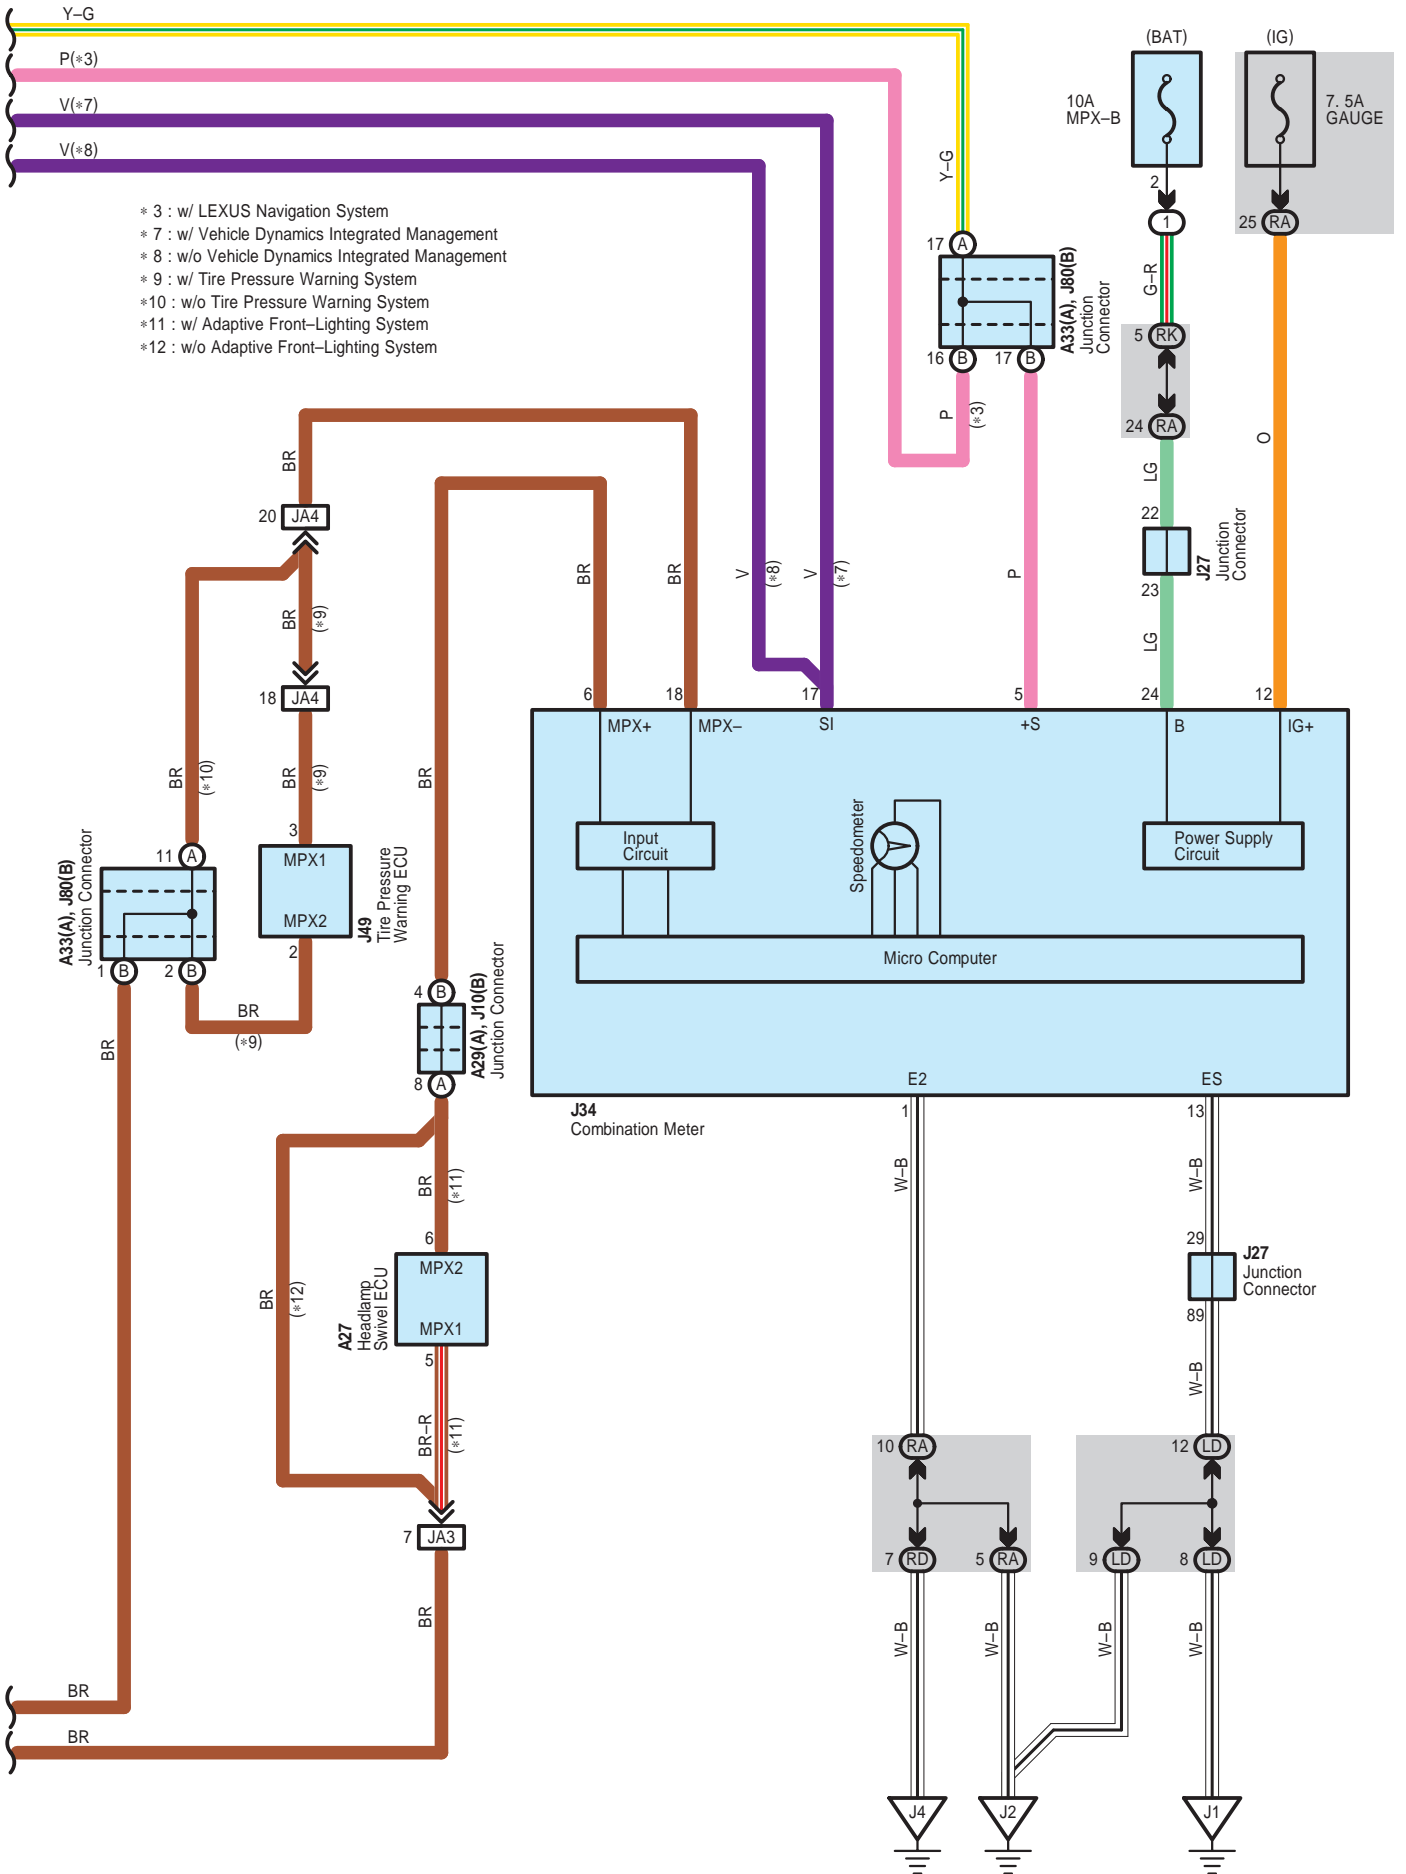 Y–G
P(*3)
V(*7)
V(*8)
(BAT)
(IG)
10A
MPX–B
7. 5A
GAUGE
2
1
25 RA
* 3 : w/ LEXUS Navigation System
* 7 : w/ Vehicle Dynamics Integrated Management
* 8 : w/o Vehicle Dynamics Integrated Management
* 9 : w/ Tire Pressure Warning System
*10 : w/o Tire Pressure Warning System
*11 : w/ Adaptive Front–Lighting System
*12 : w/o Adaptive Front–Lighting System
Y–G
17 A
A33(A), J80(B)
Junction
Connector
16 B
17 B
G–R
5 RK
24 RA
P
(*3)
O
LG
22
J27
Junction
Connector
23
LG
BR
20 JA4
BR
(*9)
18 JA4
BR
BR
V
(*8)
V
(*7)
P
6
18
17
5
24
12
MPX+
MPX–
SI
+S
B
IG+
BR
(*10)
BR
(*9)
BR
3
MPX1
MPX2
2
J49
Tire Pressure
Warning ECU
11 A
A33(A), J80(B)
Junction Connector
1 B
2 B
BR
(*9)
BR
Input
Circuit
Speedometer
Power Supply
Circuit
Micro Computer
4 B
A29(A), J10(B)
Junction Connector
8 A
E2
ES
J34
Combination Meter
1
13
W–B
W–B
BR
(*11)
6
MPX2
MPX1
5
A27
Headlamp
Swivel ECU
BR
(*12)
29
J27
Junction
Connector
89
W–B
BR–R
(*11)
7 JA3
10 RA
12 LD
7 RD
5 RA
9 LD
8 LD
BR
W–B
W–B
W–B
W–B
BR
BR
J4
J2
J1